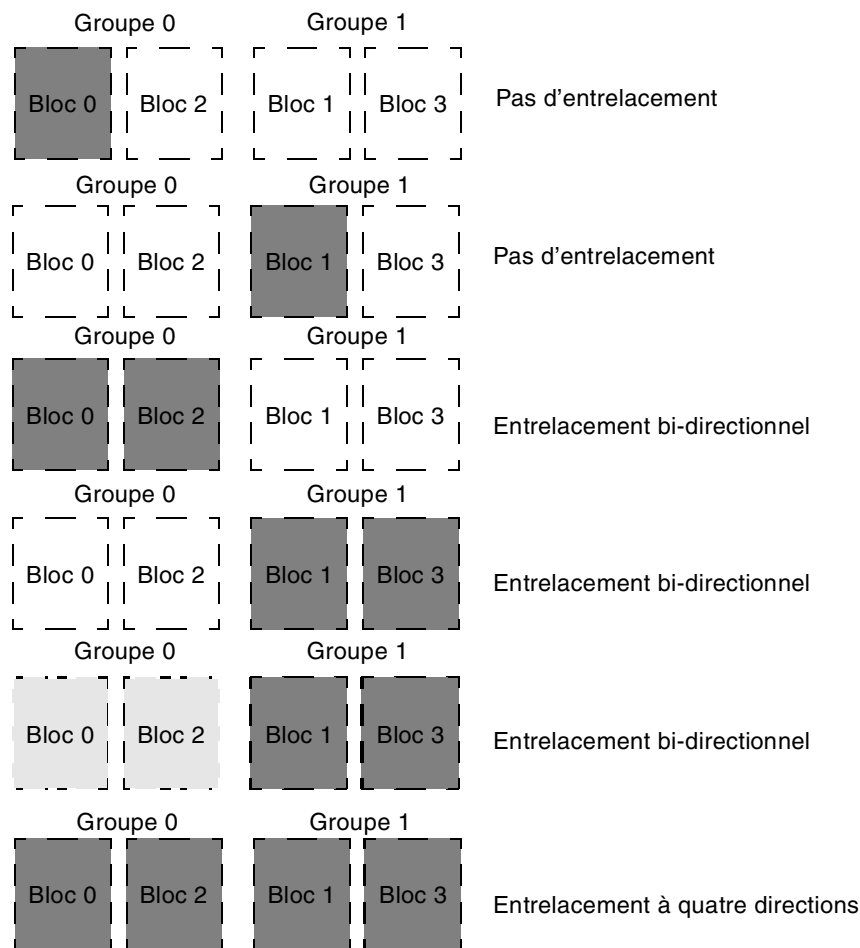 Groupe 0 Groupe 1
Bloc 0 Bloc 2 Bloc 1 Bloc 3 Pas d'entrelacement
Groupe 0 Groupe 1
Bloc 0 Bloc 2 Bloc 1 Bloc 3 Pas d'entrelacement
Groupe 0 Groupe 1
Bloc 0 Bloc 2 Bloc 1 Bloc 3 Entrelacement bi-directionnel
Groupe 0 Groupe 1
Bloc 0 Bloc 2 Bloc 1 Bloc 3 Entrelacement bi-directionnel
Groupe 0 Groupe 1
Bloc 0 Bloc 2 Bloc 1 Bloc 3 Entrelacement bi-directionnel
Groupe 0 Groupe 1
Bloc 0 Bloc 2 Bloc 1 Bloc 3 Entrelacement à quatre directions